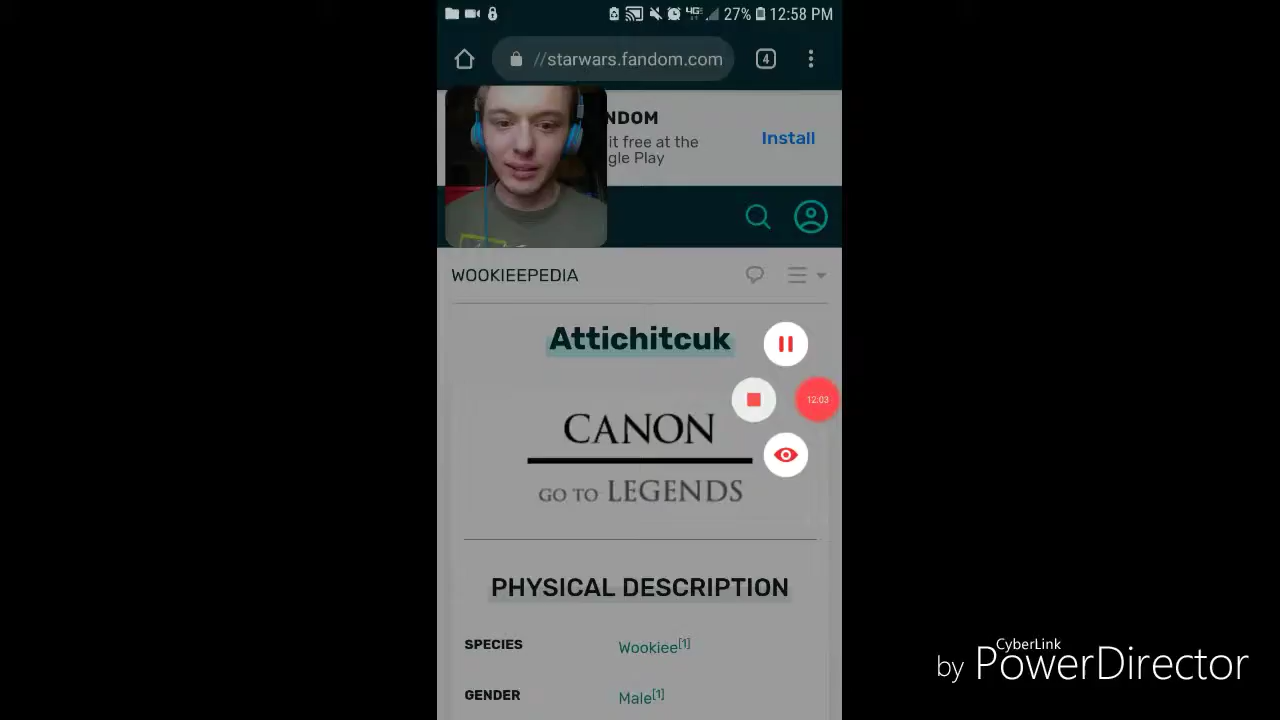 4G 27% 12:58 PM
//starwars.fandom.com 4
NDOM
it free at the
gle Play
Install
WOOKIEEPEDIA
Attichitcuk
CANON
GO TO LEGENDS
12:03
PHYSICAL DESCRIPTION
SPECIES Wookiee[1]
GENDER Male[1]
CyberLink
by PowerDirector